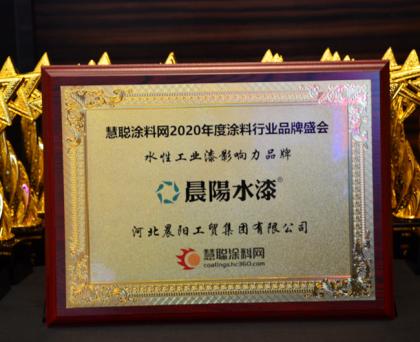 慧聪涂料网2020年度涂料行业品牌盛会
水性工业漆影响力品牌
晨陽水漆®
河北晨阳工贸集团有限公司
慧聪涂料网
coatings.hc360.com